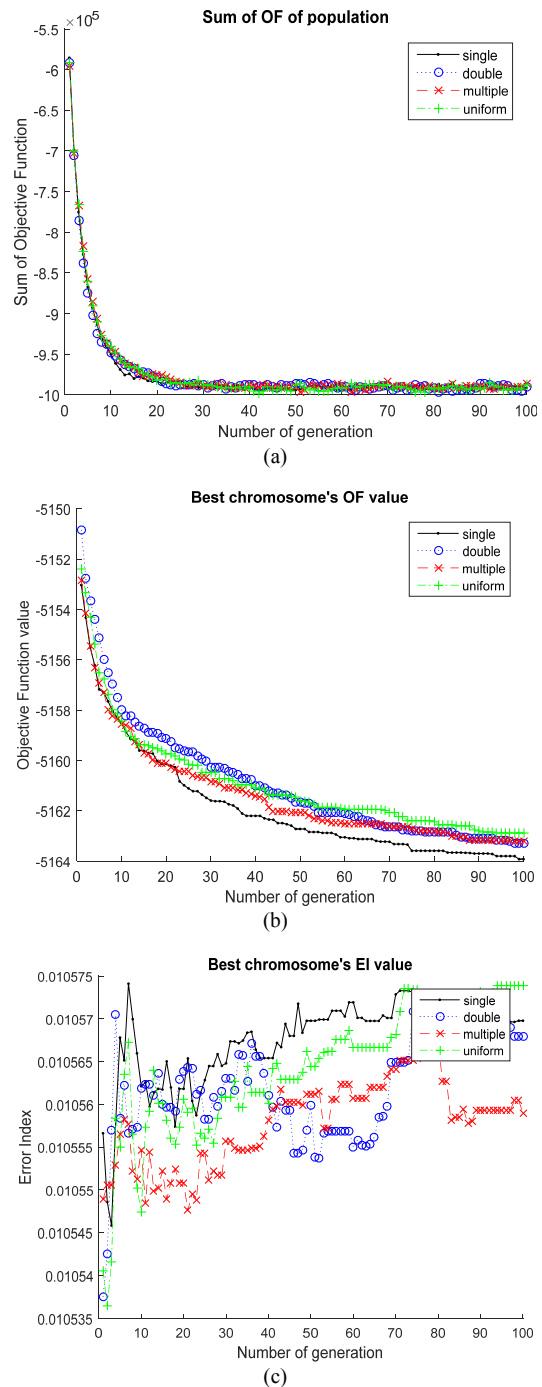 Sum of OF of population
×10⁵
-5.5
-6
-6.5
-7
-7.5
-8
-8.5
-9
-9.5
-10
Sum of Objective Function
single
double
multiple
uniform
0 10 20 30 40 50 60 70 80 90 100
Number of generation
(a)
Best chromosome's OF value
-5150
-5152
-5154
-5156
-5158
-5160
-5162
-5164
Objective Function value
single
double
multiple
uniform
0 10 20 30 40 50 60 70 80 90 100
Number of generation
(b)
Best chromosome's EI value
0.010575
0.01057
0.010565
0.01056
0.010555
0.01055
0.010545
0.01054
0.010535
Error Index
single
double
multiple
uniform
0 10 20 30 40 50 60 70 80 90 100
Number of generation
(c)